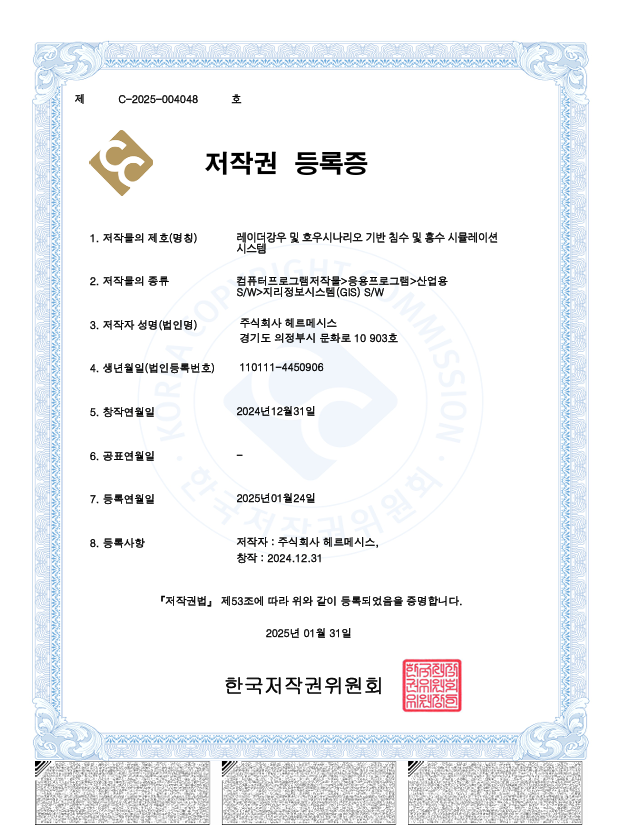 제 C-2025-004048 호
저작권 등록증
1. 저작물의 제호(명칭) 레이더강우 및 호우시나리오 기반 침수 및 홍수 시뮬레이션
시스템
2. 저작물의 종류 컴퓨터프로그램저작물>응용프로그램>산업용
S/W>지리정보시스템(GIS) S/W
3. 저작자 성명(법인명) 주식회사 헤르메시스
경기도 의정부시 문화로 10 903호
4. 생년월일(법인등록번호) 110111-4450906
5. 창작연월일 2024년12월31일
6. 공표연월일 -
7. 등록연월일 2025년01월24일
8. 등록사항 저작자 : 주식회사 헤르메시스,
창작 : 2024.12.31
『저작권법』 제53조에 따라 위와 같이 등록되었음을 증명합니다.
2025년 01월 31일
한국저작권위원회
KOREA COPYRIGHT COMMISSION
한국저작권위원회